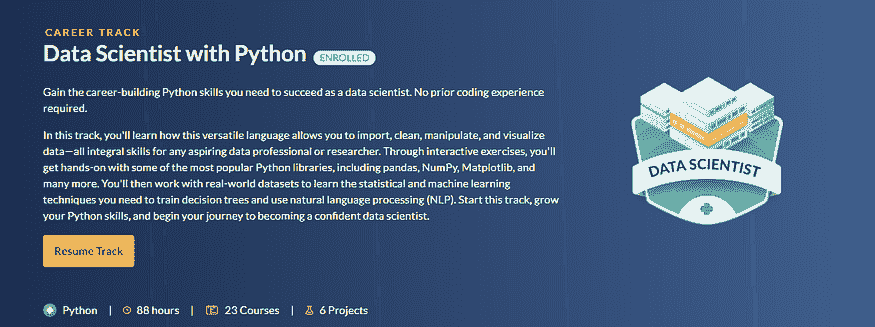 CAREER TRACK
Data Scientist with Python ENROLLED
Gain the career-building Python skills you need to succeed as a data scientist. No prior coding experience
required.
In this track, you'll learn how this versatile language allows you to import, clean, manipulate, and visualize
data—all integral skills for any aspiring data professional or researcher. Through interactive exercises, you'll
get hands-on with some of the most popular Python libraries, including pandas, NumPy, Matplotlib, and
many more. You'll then work with real-world datasets to learn the statistical and machine learning
techniques you need to train decision trees and use natural language processing (NLP). Start this track, grow
your Python skills, and begin your journey to becoming a confident data scientist.
DATA SCIENTIST
Resume Track
Python | 88 hours | 23 Courses | 6 Projects